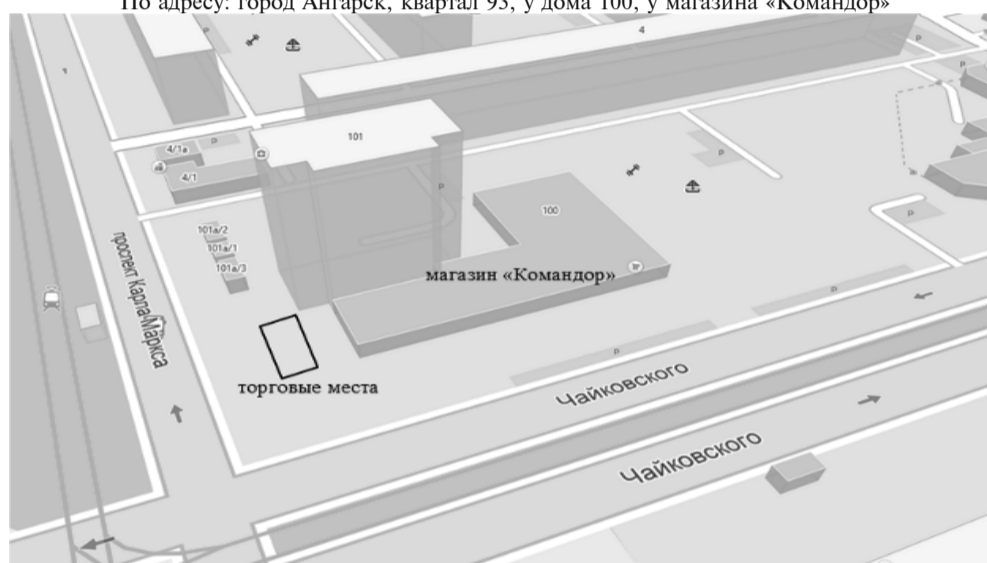 По адресу: город Ангарск, квартал 95, у дома 100, у магазина «Командор»
4
P
1
P
P
101
P
4/1а
4/1
P
P
100
P
101а/2
101а/1
101а/3
проспект Карла Маркса
магазин «Командор»
P
P
торговые места
Чайковского
Чайковского